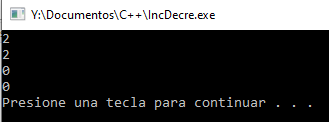 Y:\Documentos\C++\IncDecre.exe
2
2
0
0
Presione una tecla para continuar . . .